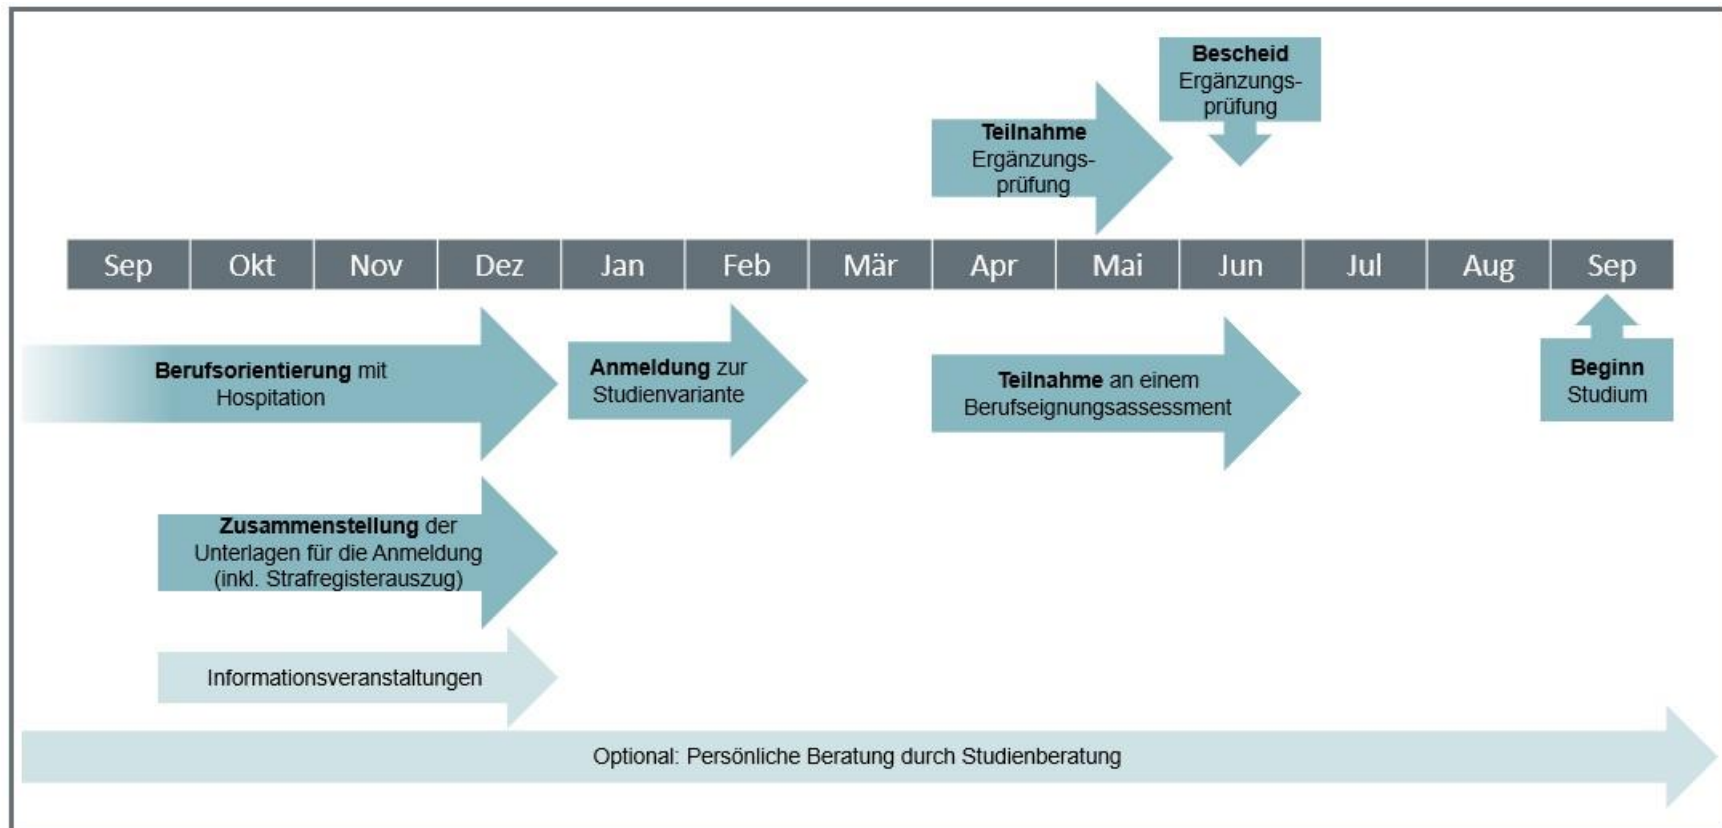 Bescheid
Ergänzungs-
prüfung
Teilnahme
Ergänzungs-
prüfung
Sep Okt Nov Dez Jan Feb Mär Apr Mai Jun Jul Aug Sep
Berufsorientierung mit
Hospitation
Anmeldung zur
Studienvariante
Teilnahme an einem
Berufseignungsassessment
Beginn
Studium
Zusammenstellung der
Unterlagen für die Anmeldung
(inkl. Strafregisterauszug)
Informationsveranstaltungen
Optional: Persönliche Beratung durch Studienberatung